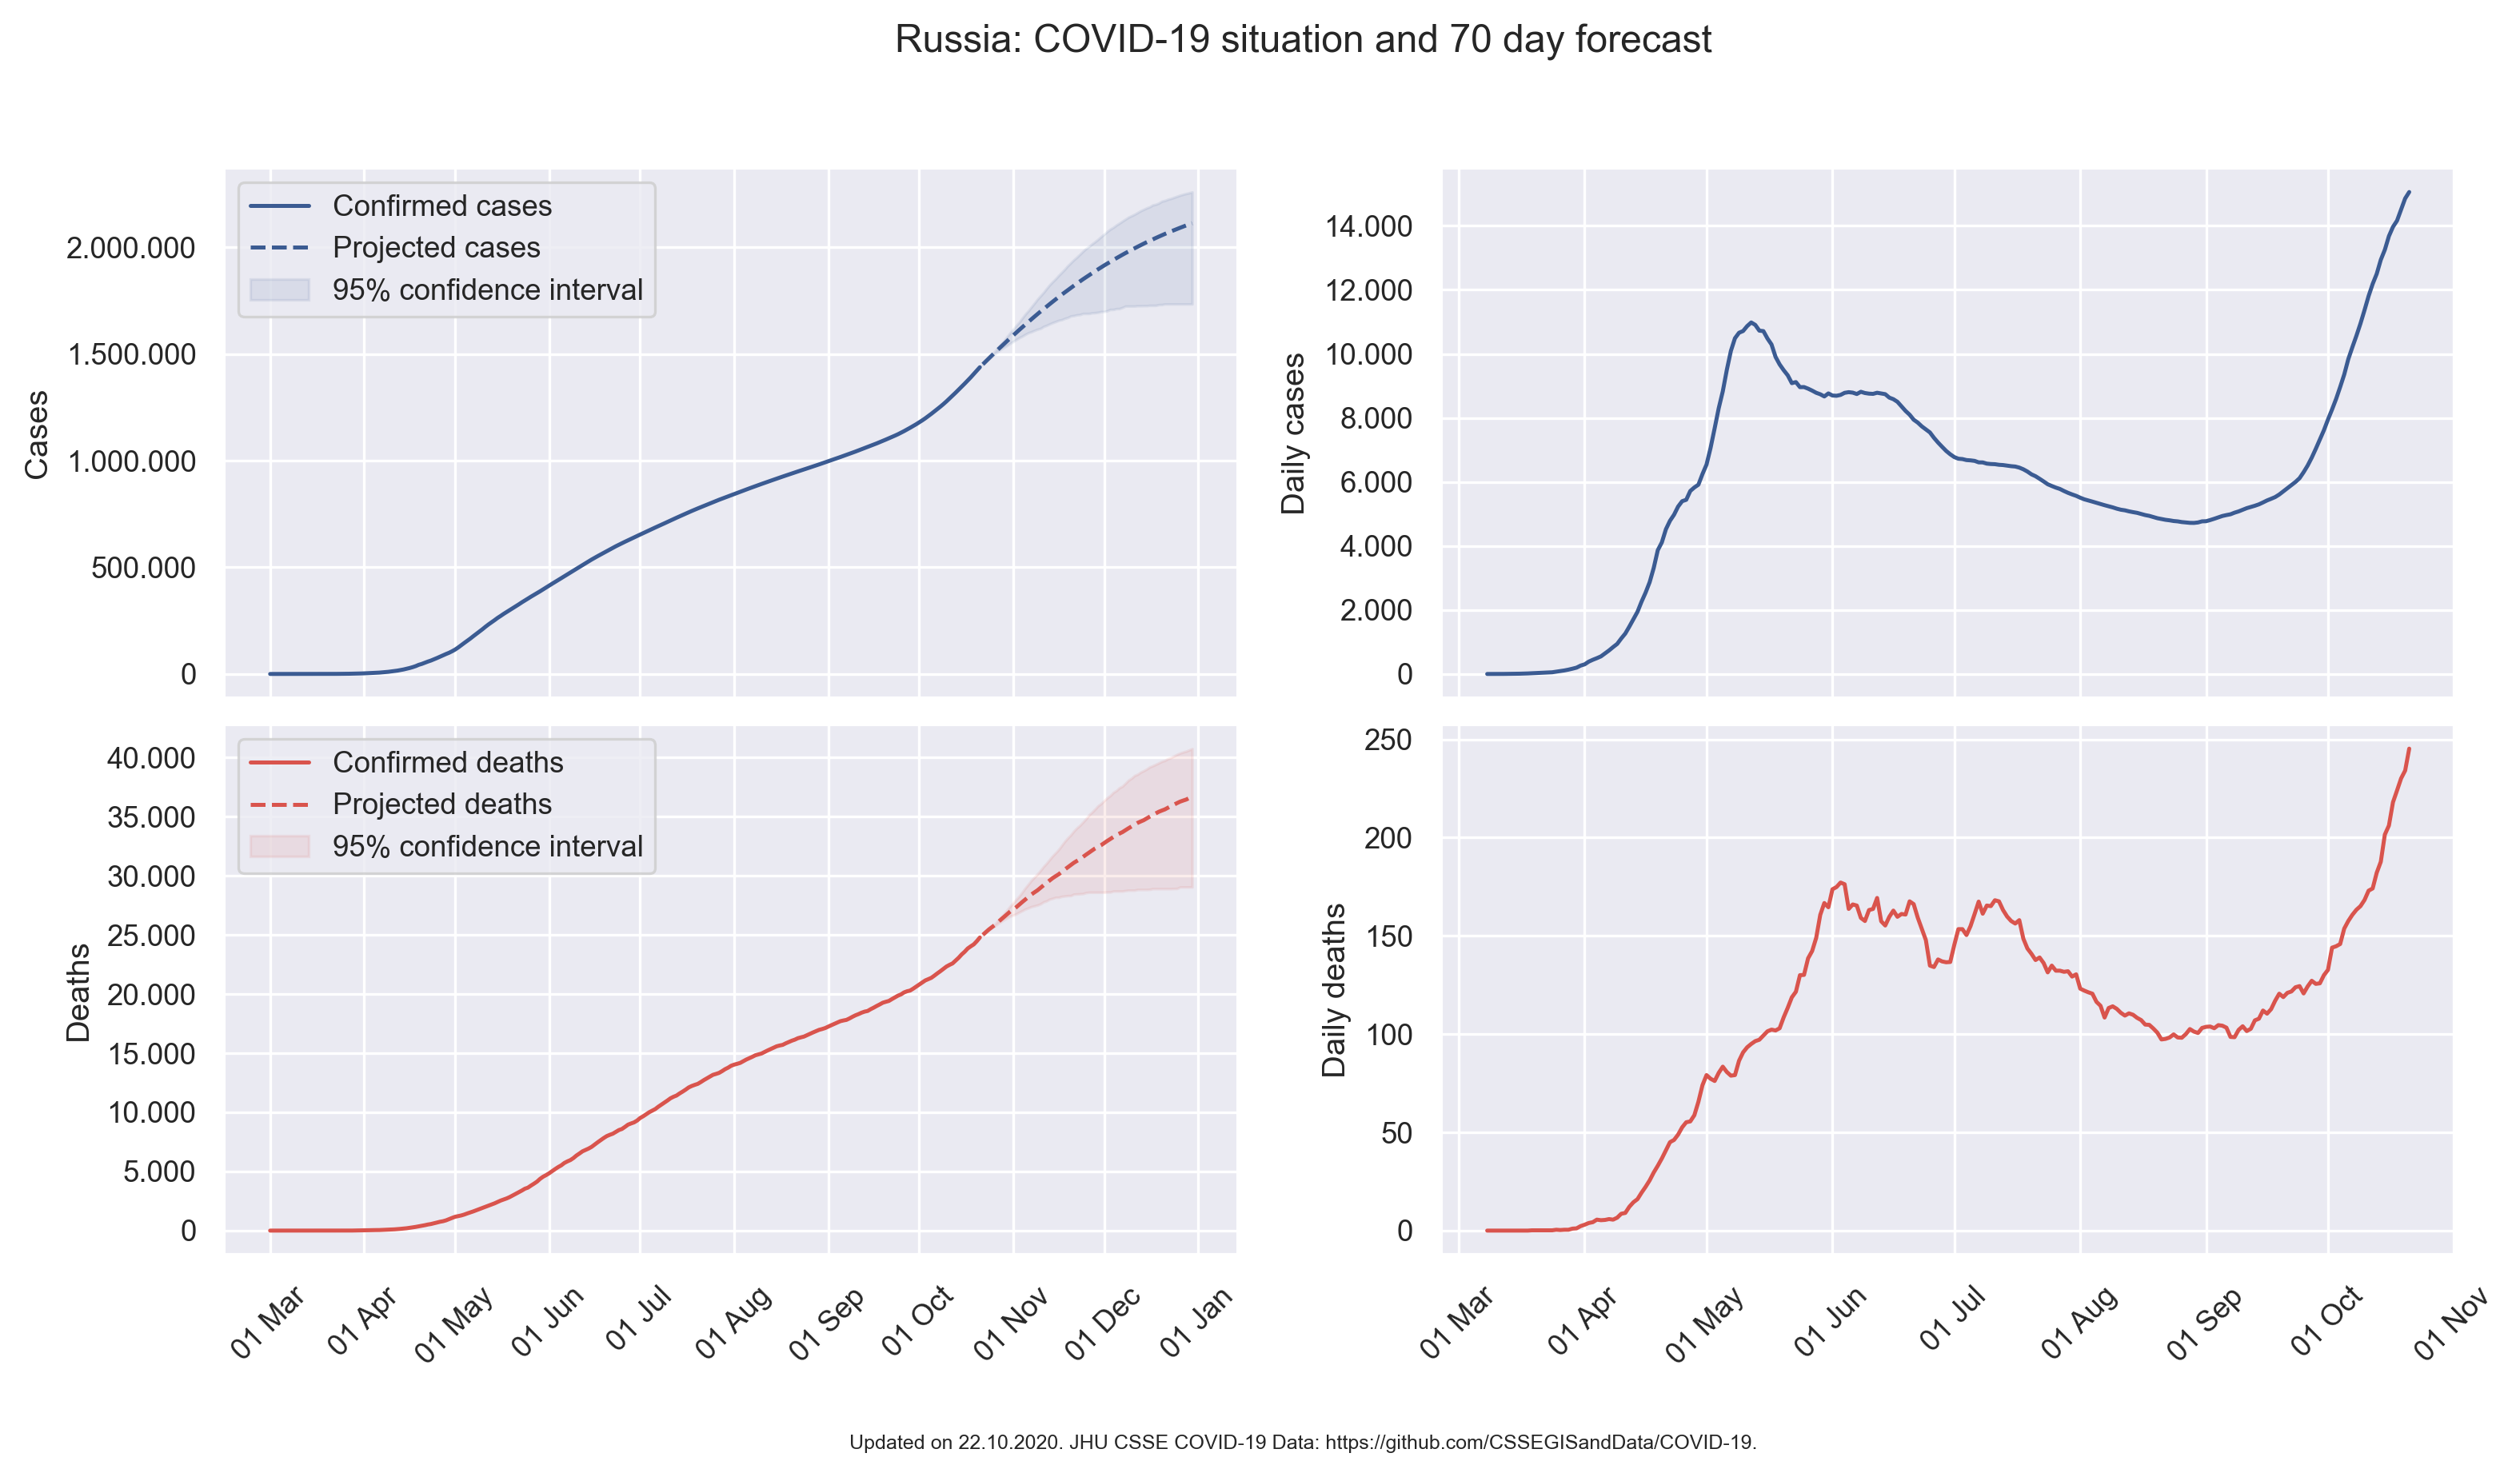 Russia: COVID-19 situation and 70 day forecast
Confirmed cases
Projected cases
95% confidence interval
Cases
2.000.000
1.500.000
1.000.000
500.000
0
Daily cases
14.000
12.000
10.000
8.000
6.000
4.000
2.000
0
Confirmed deaths
Projected deaths
95% confidence interval
Deaths
40.000
35.000
30.000
25.000
20.000
15.000
10.000
5.000
0
01 Mar
01 Apr
01 May
01 Jun
01 Jul
01 Aug
01 Sep
01 Oct
01 Nov
01 Dec
01 Jan
Daily deaths
250
200
150
100
50
0
01 Mar
01 Apr
01 May
01 Jun
01 Jul
01 Aug
01 Sep
01 Oct
01 Nov
Updated on 22.10.2020. JHU CSSE COVID-19 Data: https://github.com/CSSEGISandData/COVID-19.